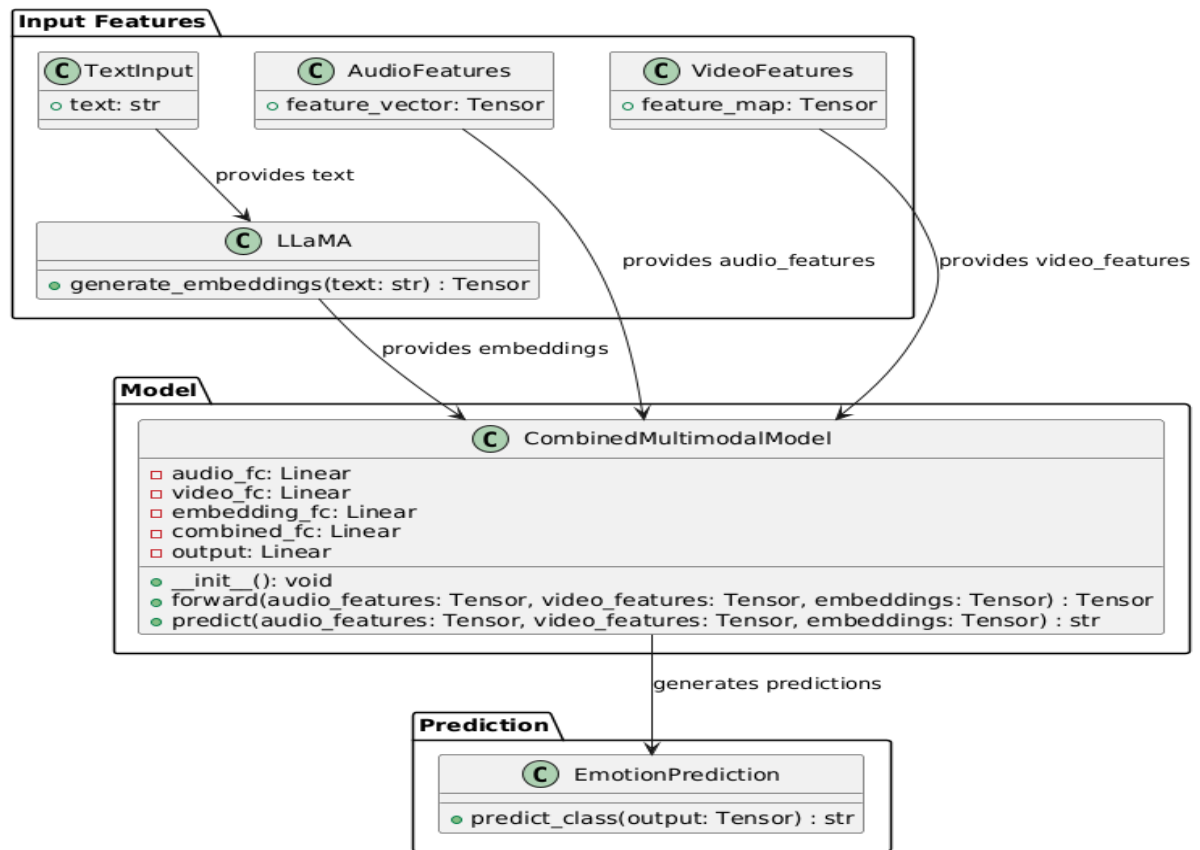 Input Features
C TextInput
text: str
C AudioFeatures
feature_vector: Tensor
C VideoFeatures
feature_map: Tensor
provides text
C LLaMA
generate_embeddings(text: str) : Tensor
provides audio_features
provides video_features
provides embeddings
Model
C CombinedMultimodalModel
audio_fc: Linear
video_fc: Linear
embedding_fc: Linear
combined_fc: Linear
output: Linear
__init__(): void
forward(audio_features: Tensor, video_features: Tensor, embeddings: Tensor) : Tensor
predict(audio_features: Tensor, video_features: Tensor, embeddings: Tensor) : str
generates predictions
Prediction
C EmotionPrediction
predict_class(output: Tensor) : str